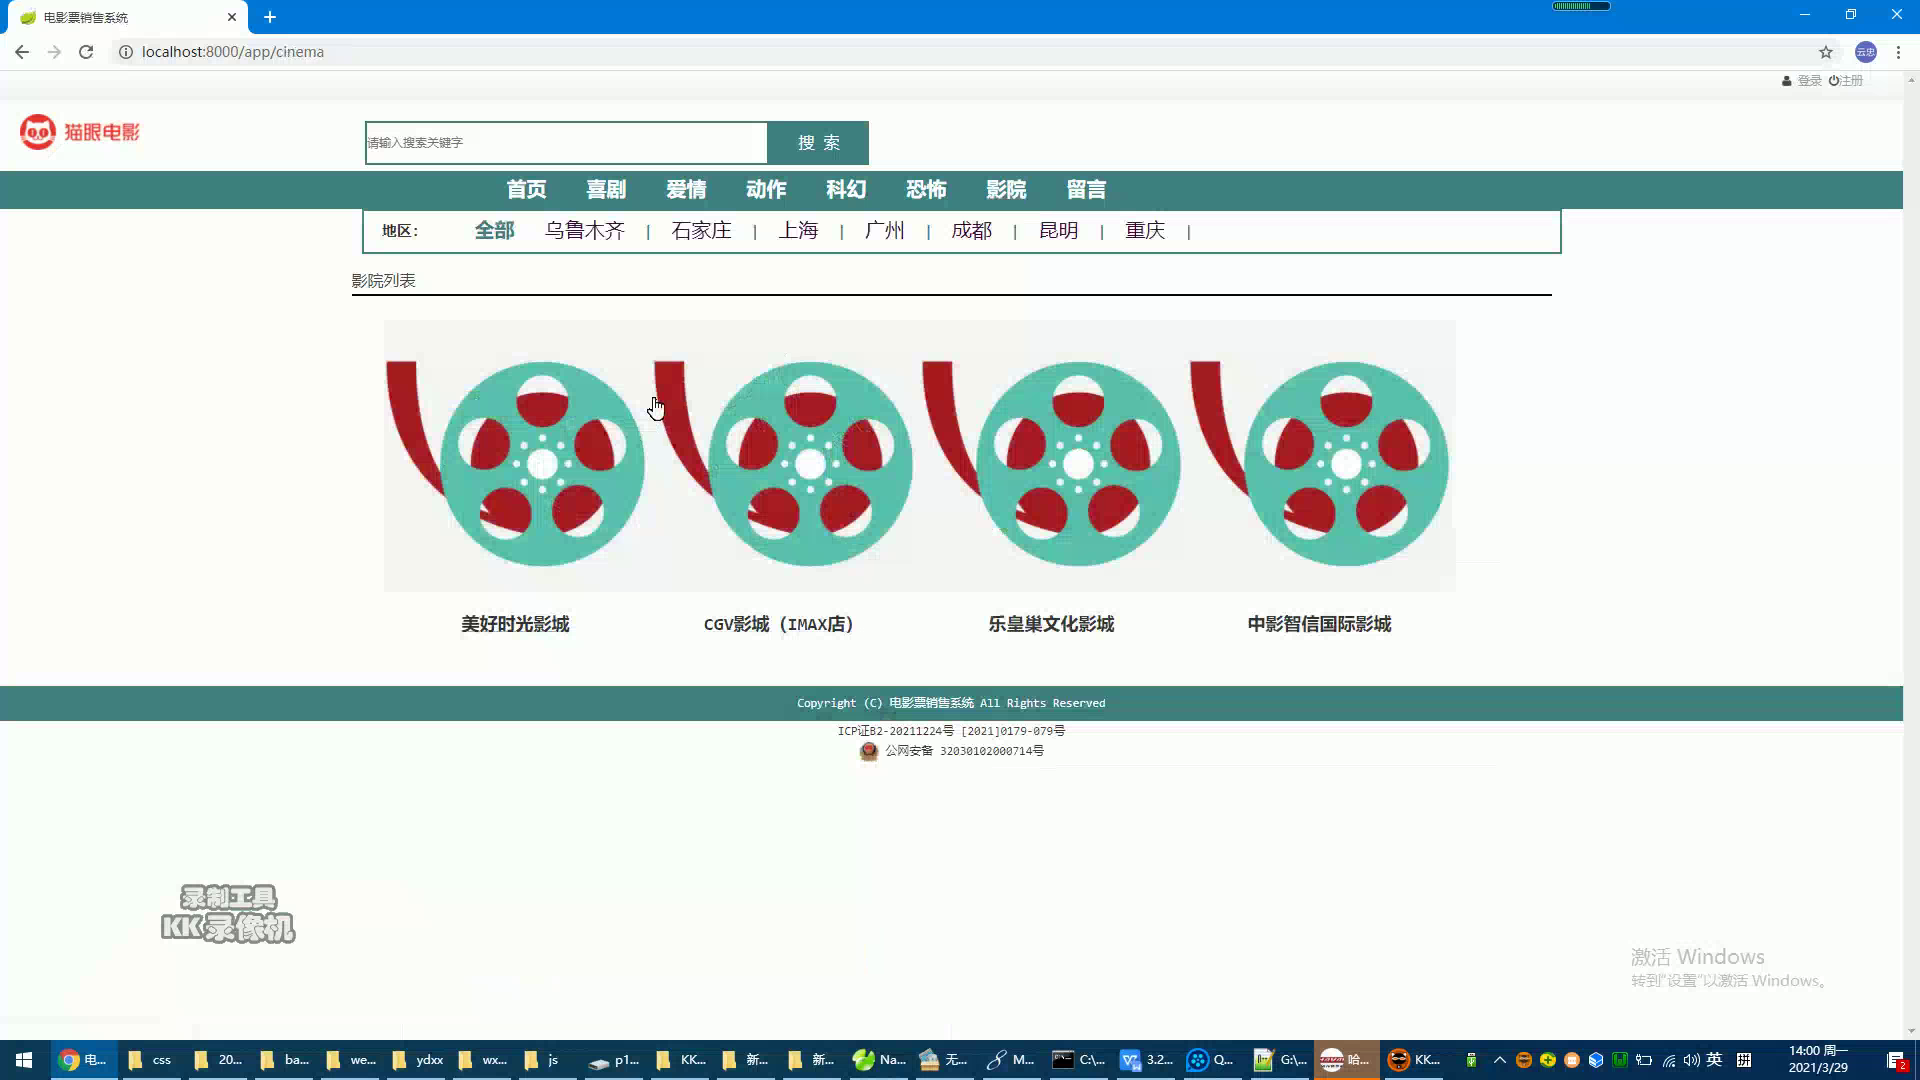 电影票销售系统
localhost:8000/app/cinema
云忠
登录 注册
猫眼电影
请输入搜索关键字
搜 索
首页 喜剧 爱情 动作 科幻 恐怖 影院 留言
地区： 全部 乌鲁木齐 | 石家庄 | 上海 | 广州 | 成都 | 昆明 | 重庆 |
影院列表
美好时光影城 CGV影城（IMAX店） 乐皇巢文化影城 中影智信国际影城
Copyright (C) 电影票销售系统 All Rights Reserved
ICP证B2-20211224号 [2021]0179-079号
公网安备 32030102000714号
录制工具
KK录像机
激活 Windows
转到"设置"以激活 Windows。
电... css 20... ba... we... ydxx wx... js p1... KK... 新... 新... Na... 无... M... C:\... 3.2... Q... G:\... 哈... KK... 英 拼
14:00 周一
2021/3/29
2